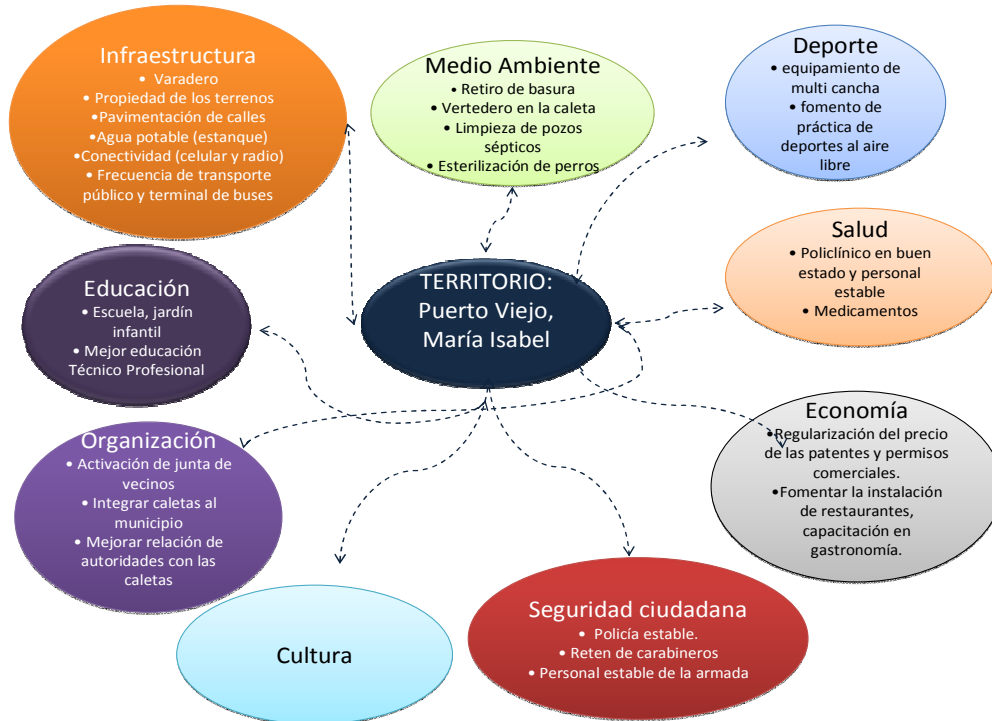 Infraestructura
• Varadero
• Propiedad de los terrenos
•Pavimentación de calles
•Agua potable (estanque)
•Conectividad (celular y radio)
• Frecuencia de transporte
público y terminal de buses
Medio Ambiente
• Retiro de basura
• Vertedero en la caleta
• Limpieza de pozos
sépticos
• Esterilización de perros
Deporte
• equipamiento de
multi cancha
• fomento de
práctica de
deportes al aire
libre
Educación
• Escuela, jardín
infantil
• Mejor educación
Técnico Profesional
TERRITORIO:
Puerto Viejo,
María Isabel
Salud
• Policlínico en buen
estado y personal
estable
• Medicamentos
Organización
• Activación de junta de
vecinos
• Integrar caletas al
municipio
• Mejorar relación de
autoridades con las
caletas
Economía
•Regularización del precio
de las patentes y permisos
comerciales.
•Fomentar la instalación
de restaurantes,
capacitación en
gastronomía.
Cultura
Seguridad ciudadana
• Policía estable.
• Reten de carabineros
• Personal estable de la armada